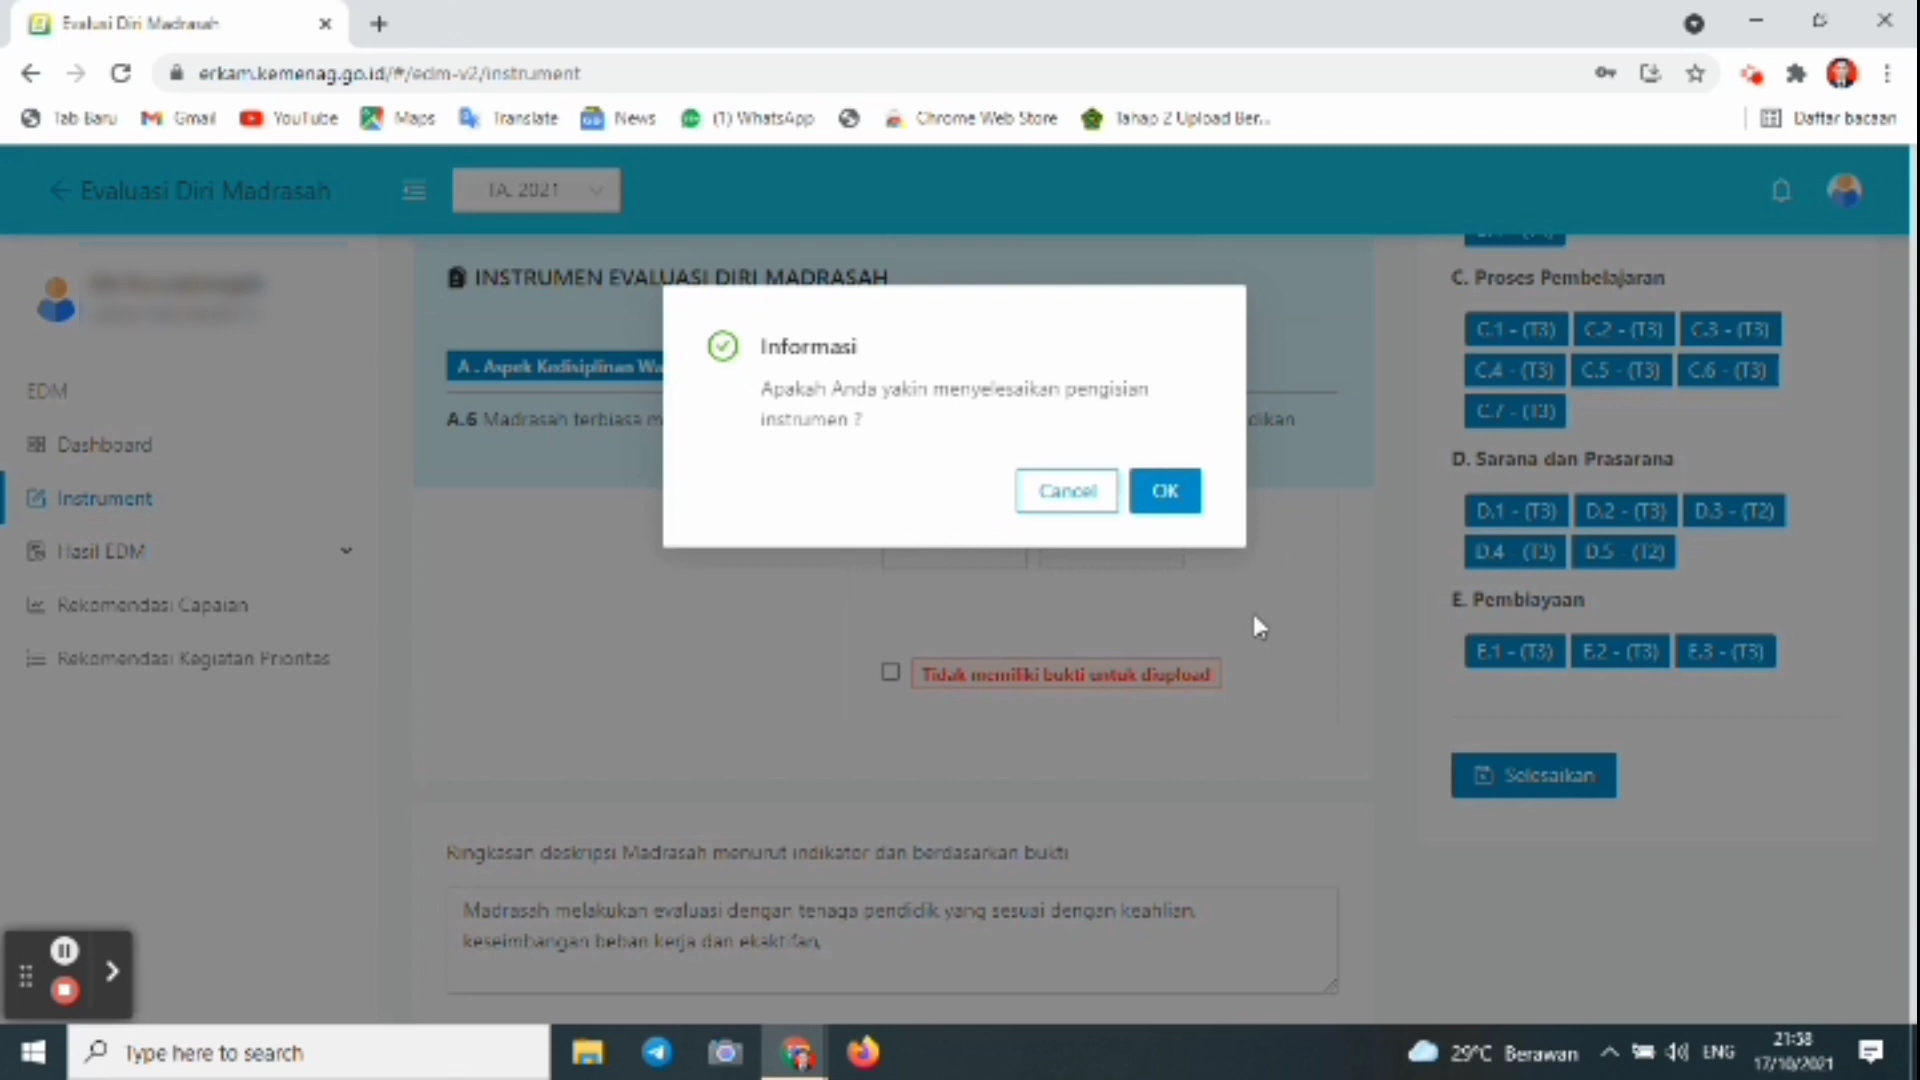 Evalusi Diri Madrasah
erkam.kemenag.go.id/#/edm-v2/instrument
Tab Baru Gmail YouTube Maps Translate News (1) WhatsApp Chrome Web Store Tahap 2 Upload Ber... Daftar bacaan
Evaluasi Diri Madrasah TA. 2021
EDM
Dashboard
Instrument
Hasil EDM
Rekomendasi Capaian
Rekomendasi Kegiatan Prioritas
INSTRUMEN EVALUASI DIRI MADRASAH
A . Aspek Kedisiplinan Wa
A.6 Madrasah terbiasa m
dikan
Informasi
Apakah Anda yakin menyelesaikan pengisian
instrumen ?
Cancel OK
Tidak memiliki bukti untuk diupload
Ringkasan deskripsi Madrasah menurut indikator dan berdasarkan bukti
Madrasah melakukan evaluasi dengan tenaga pendidik yang sesuai dengan keahlian,
keseimbangan beban kerja dan ekaktifan,
C. Proses Pembelajaran
C.1 - (T3) C.2 - (T3) C.3 - (T3)
C.4 - (T3) C.5 - (T3) C.6 - (T3)
C.7 - (T3)
D. Sarana dan Prasarana
D.1 - (T3) D.2 - (T3) D.3 - (T2)
D.4 - (T3) D.5 - (T2)
E. Pembiayaan
E.1 - (T3) E.2 - (T3) E.3 - (T3)
Selesaikan
Type here to search
29°C Berawan ENG
21:58
17/10/2021